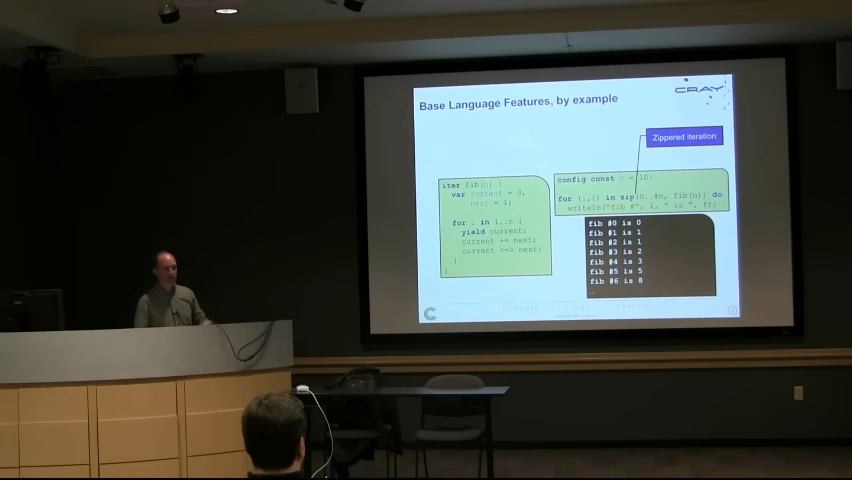 Base Language Features, by example
CRAY
Zippered iteration
iter fib(n) {
var current = 0,
next = 1;
for i in 1..n {
yield current;
current += next;
current <=> next;
}
}
config const n = 10;
for (i,f) in zip(0..#n, fib(n)) do
writeln("fib #", i, " is ", f);
fib #0 is 0
fib #1 is 1
fib #2 is 1
fib #3 is 2
fib #4 is 3
fib #5 is 5
fib #6 is 8
…